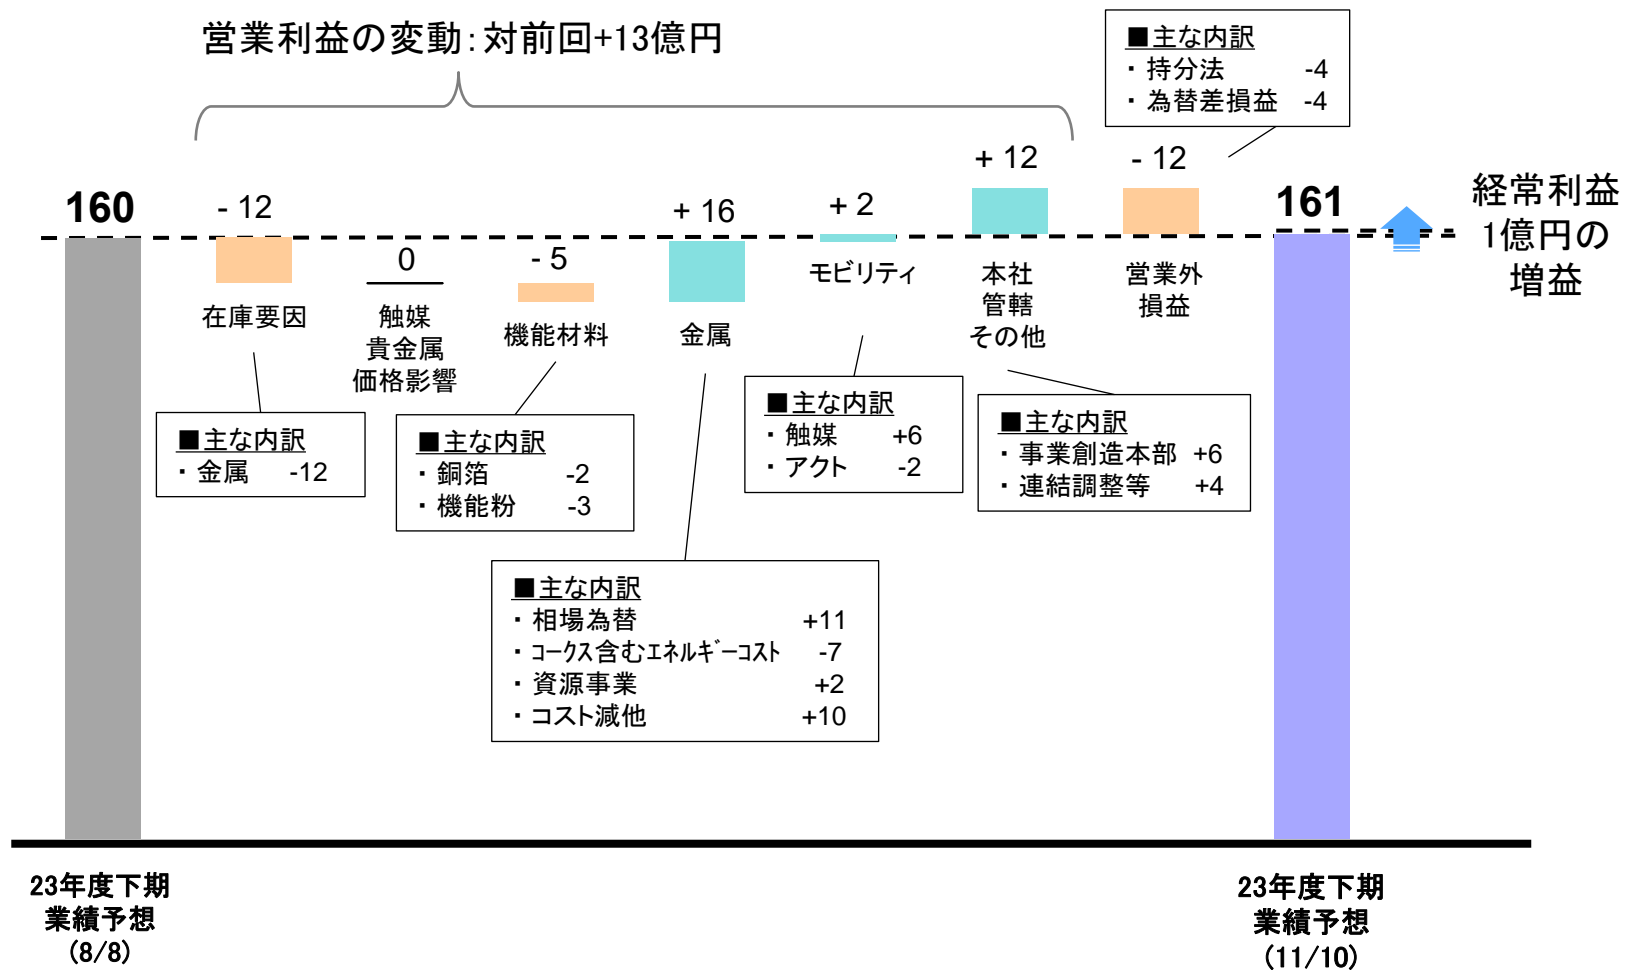 営業利益の変動：対前回+13億円
■主な内訳
・持分法 -4
・為替差損益 -4
160
- 12
0
- 5
+ 16
+ 2
+ 12
- 12
161
経常利益
1億円の
増益
在庫要因
触媒
貴金属
価格影響
機能材料
金属
モビリティ
本社
管轄
その他
営業外
損益
■主な内訳
・金属 -12
■主な内訳
・銅箔 -2
・機能粉 -3
■主な内訳
・相場為替 +11
・ｺｰｸｽ含むｴﾈﾙｷﾞｰｺｽﾄ -7
・資源事業 +2
・コスト減他 +10
■主な内訳
・触媒 +6
・アクト -2
■主な内訳
・事業創造本部 +6
・連結調整等 +4
23年度下期
業績予想
(8/8)
23年度下期
業績予想
(11/10)